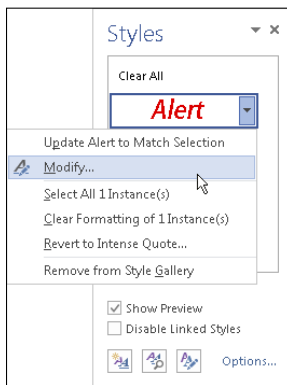 Styles
Clear All
Alert
Update Alert to Match Selection
Modify...
Select All 1 Instance(s)
Clear Formatting of 1 Instance(s)
Revert to Intense Quote...
Remove from Style Gallery
Show Preview
Disable Linked Styles
Options...